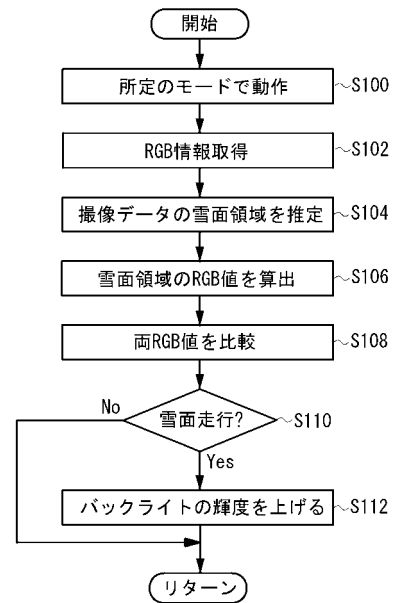 開始
所定のモードで動作 S100
RGB情報取得 S102
撮像データの雪面領域を推定 S104
雪面領域のRGB値を算出 S106
両RGB値を比較 S108
No 雪面走行? S110
Yes
バックライトの輝度を上げる S112
リターン